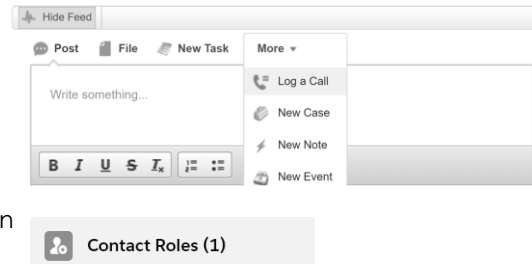 Hide Feed
Post File New Task More
Log a Call
Write something...
New Case
New Note
B I U S Ix
New Event
n
Contact Roles (1)